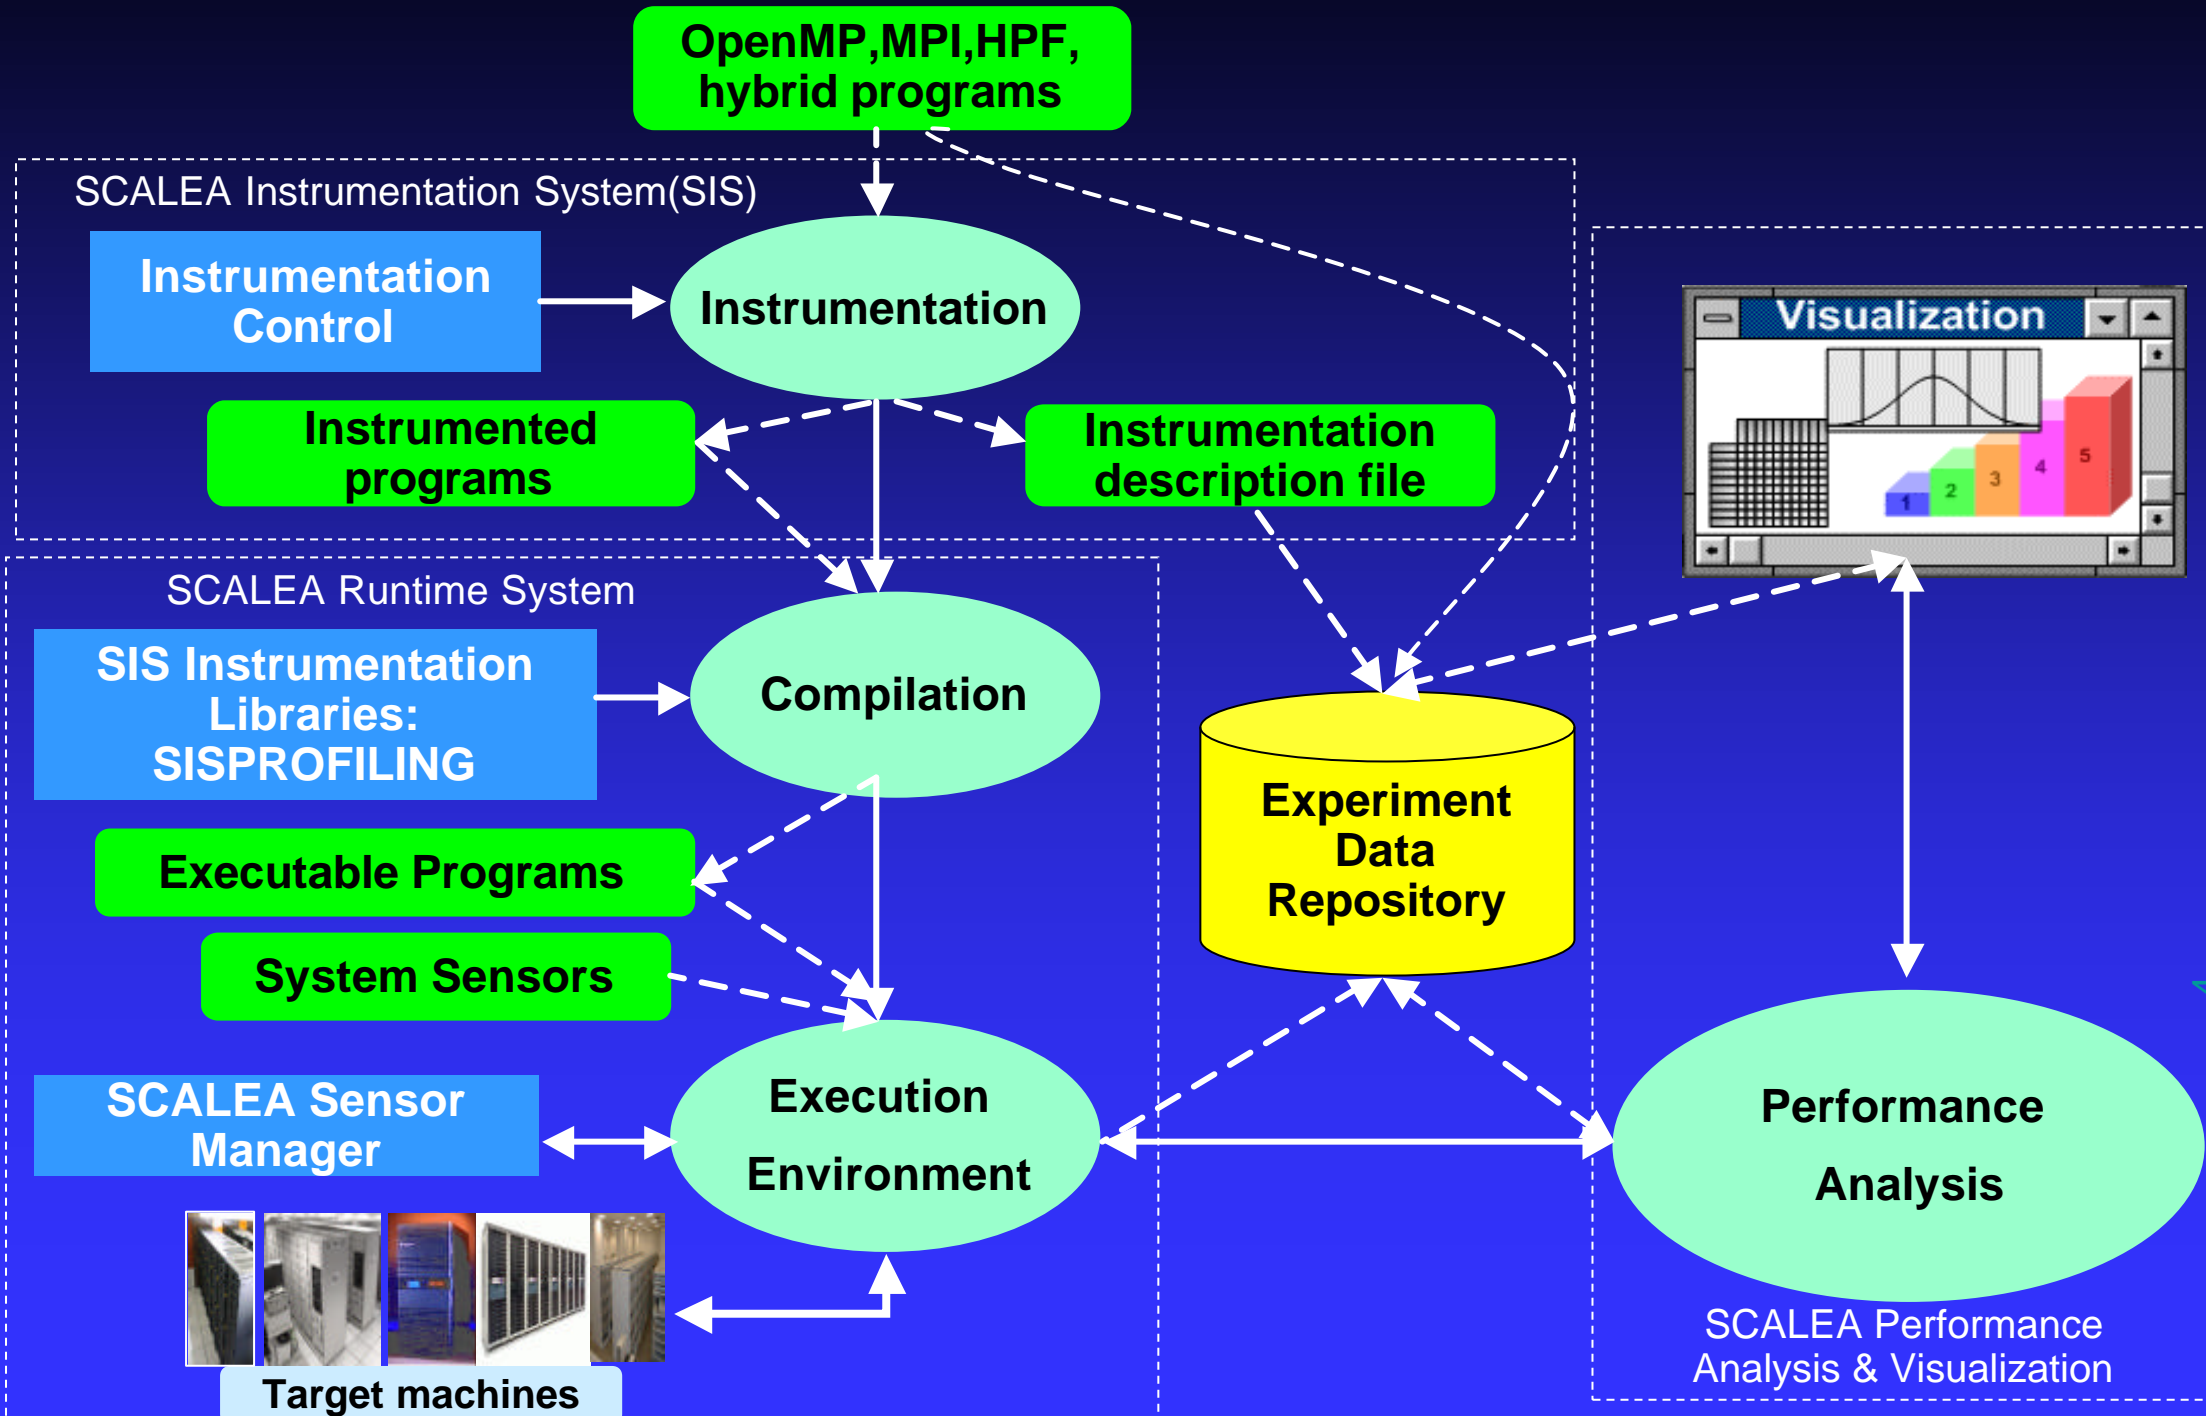 OpenMP,MPI,HPF,
hybrid programs
SCALEA Instrumentation System(SIS)
Instrumentation
Control
Instrumentation
Visualization
Instrumented
programs
Instrumentation
description file
1
2
3
4
5
SCALEA Runtime System
SIS Instrumentation
Libraries:
SISPROFILING
Compilation
Experiment
Data
Repository
Executable Programs
System Sensors
SCALEA Sensor
Manager
Execution
Environment
Performance
Analysis
SCALEA Performance
Analysis & Visualization
Target machines